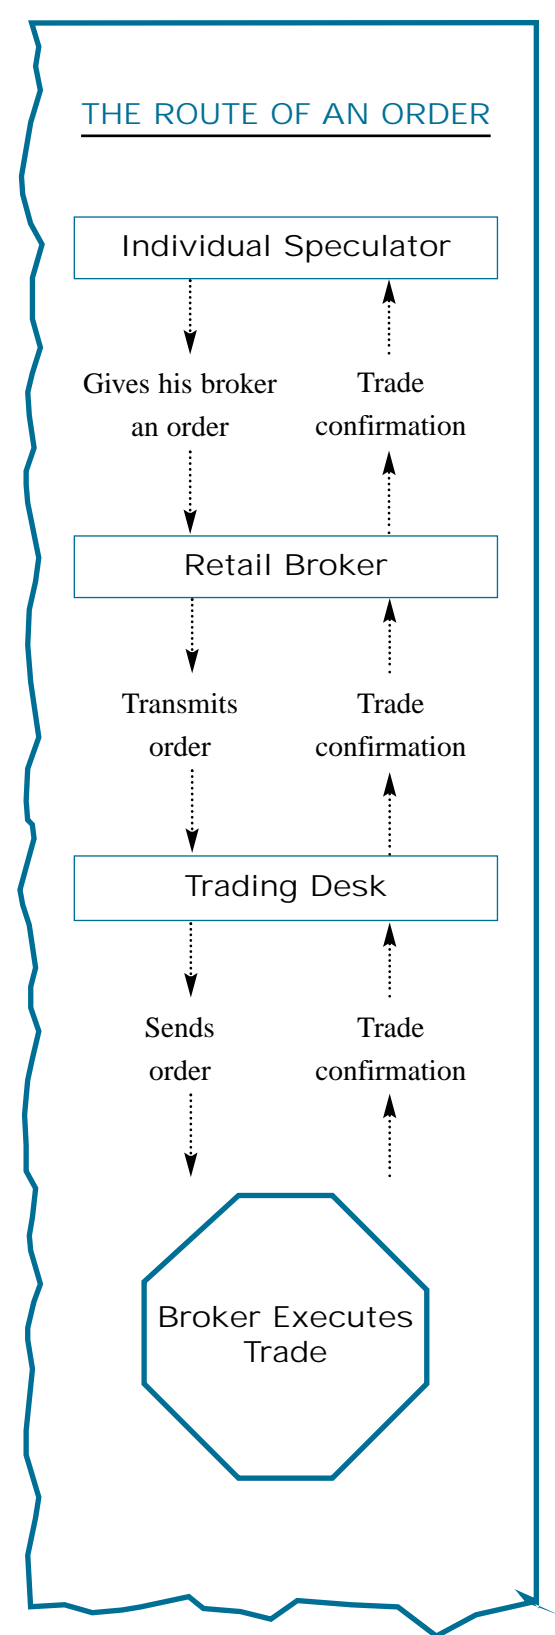 THE ROUTE OF AN ORDER
Individual Speculator
Gives his broker
an order
Trade
confirmation
Retail Broker
Transmits
order
Trade
confirmation
Trading Desk
Sends
order
Trade
confirmation
Broker Executes
Trade